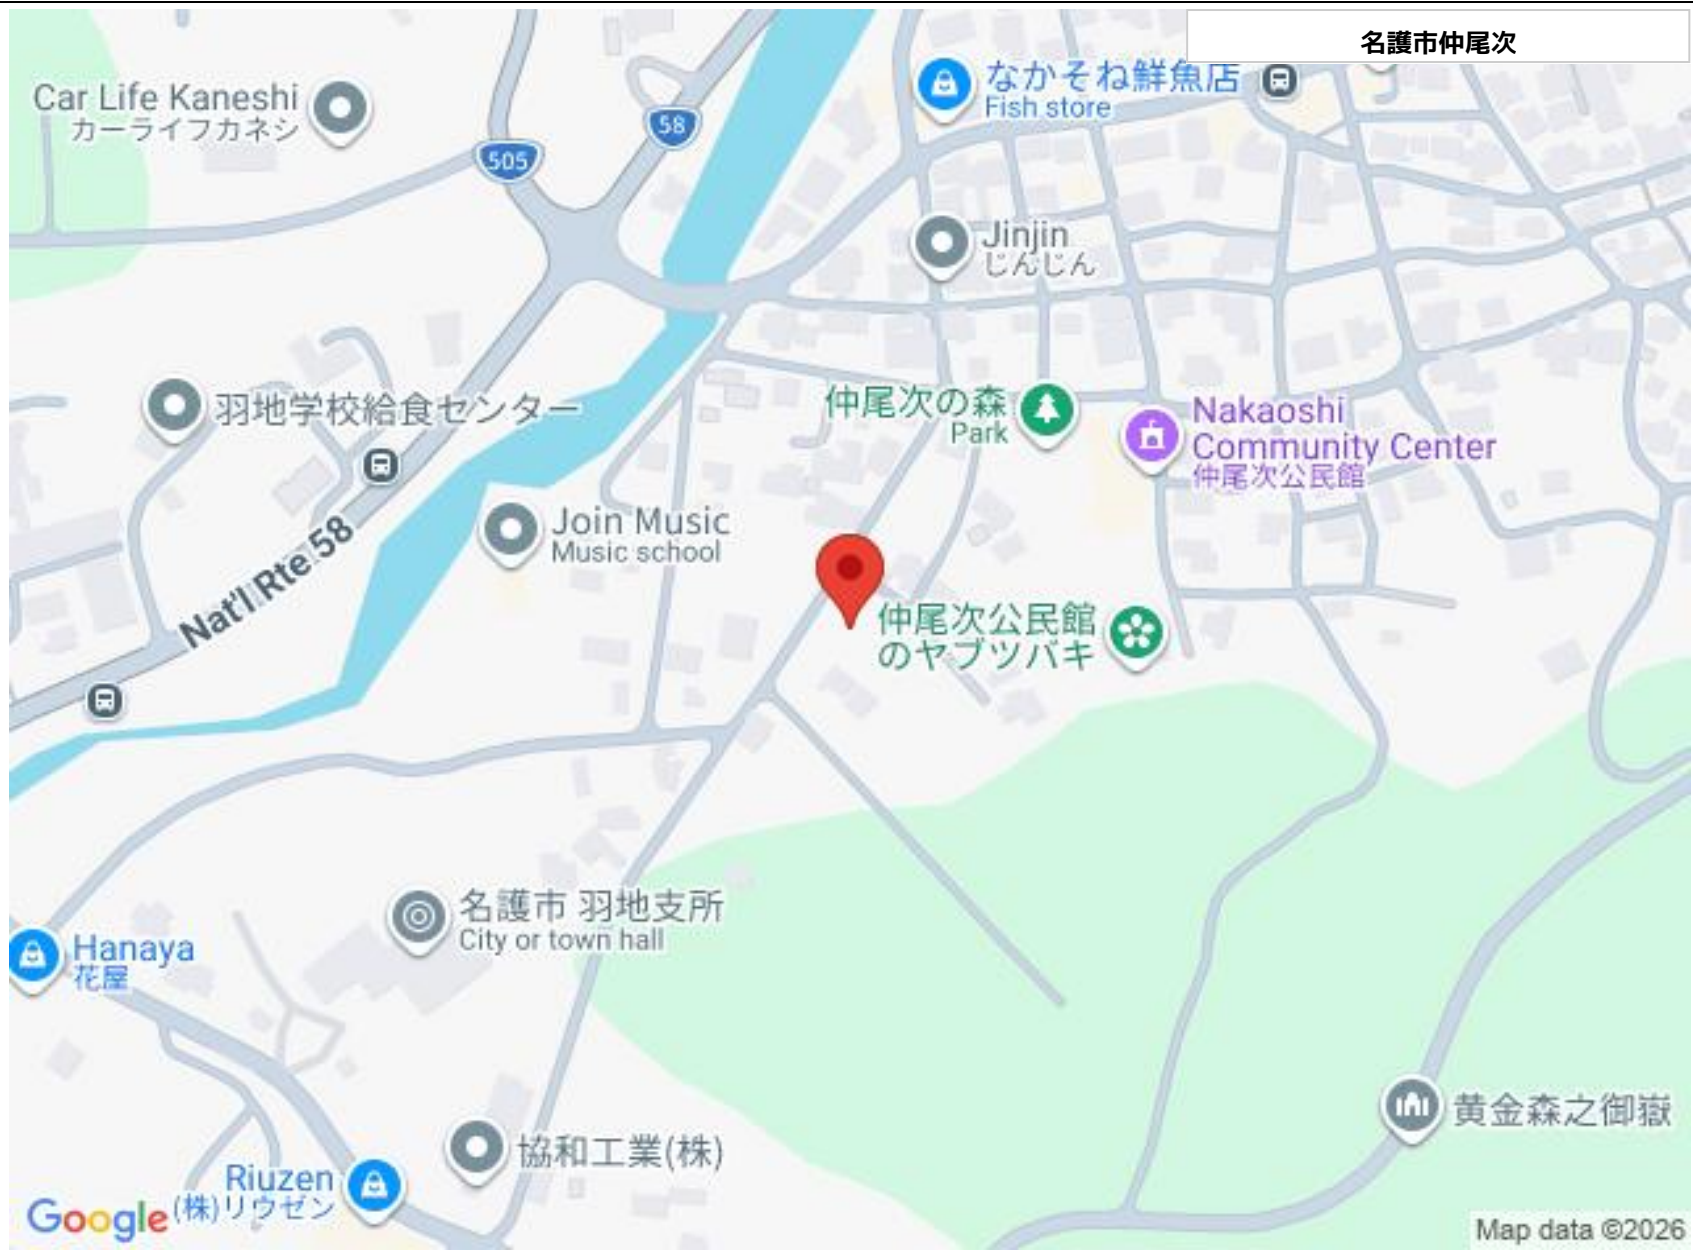 名護市仲尾次
なかそね鮮魚店
Fish store
Car Life Kaneshi
カーライフカネシ
58
505
Jinjin
じんじん
羽地学校給食センター
仲尾次の森
Park
Nakaoshi
Community Center
仲尾次公民館
Join Music
Music school
Nat'l Rte 58
仲尾次公民館
のヤブツバキ
名護市 羽地支所
City or town hall
Hanaya
花屋
黄金森之御嶽
協和工業(株)
Riuzen
(株)リウゼン
Google
Map data ©2026